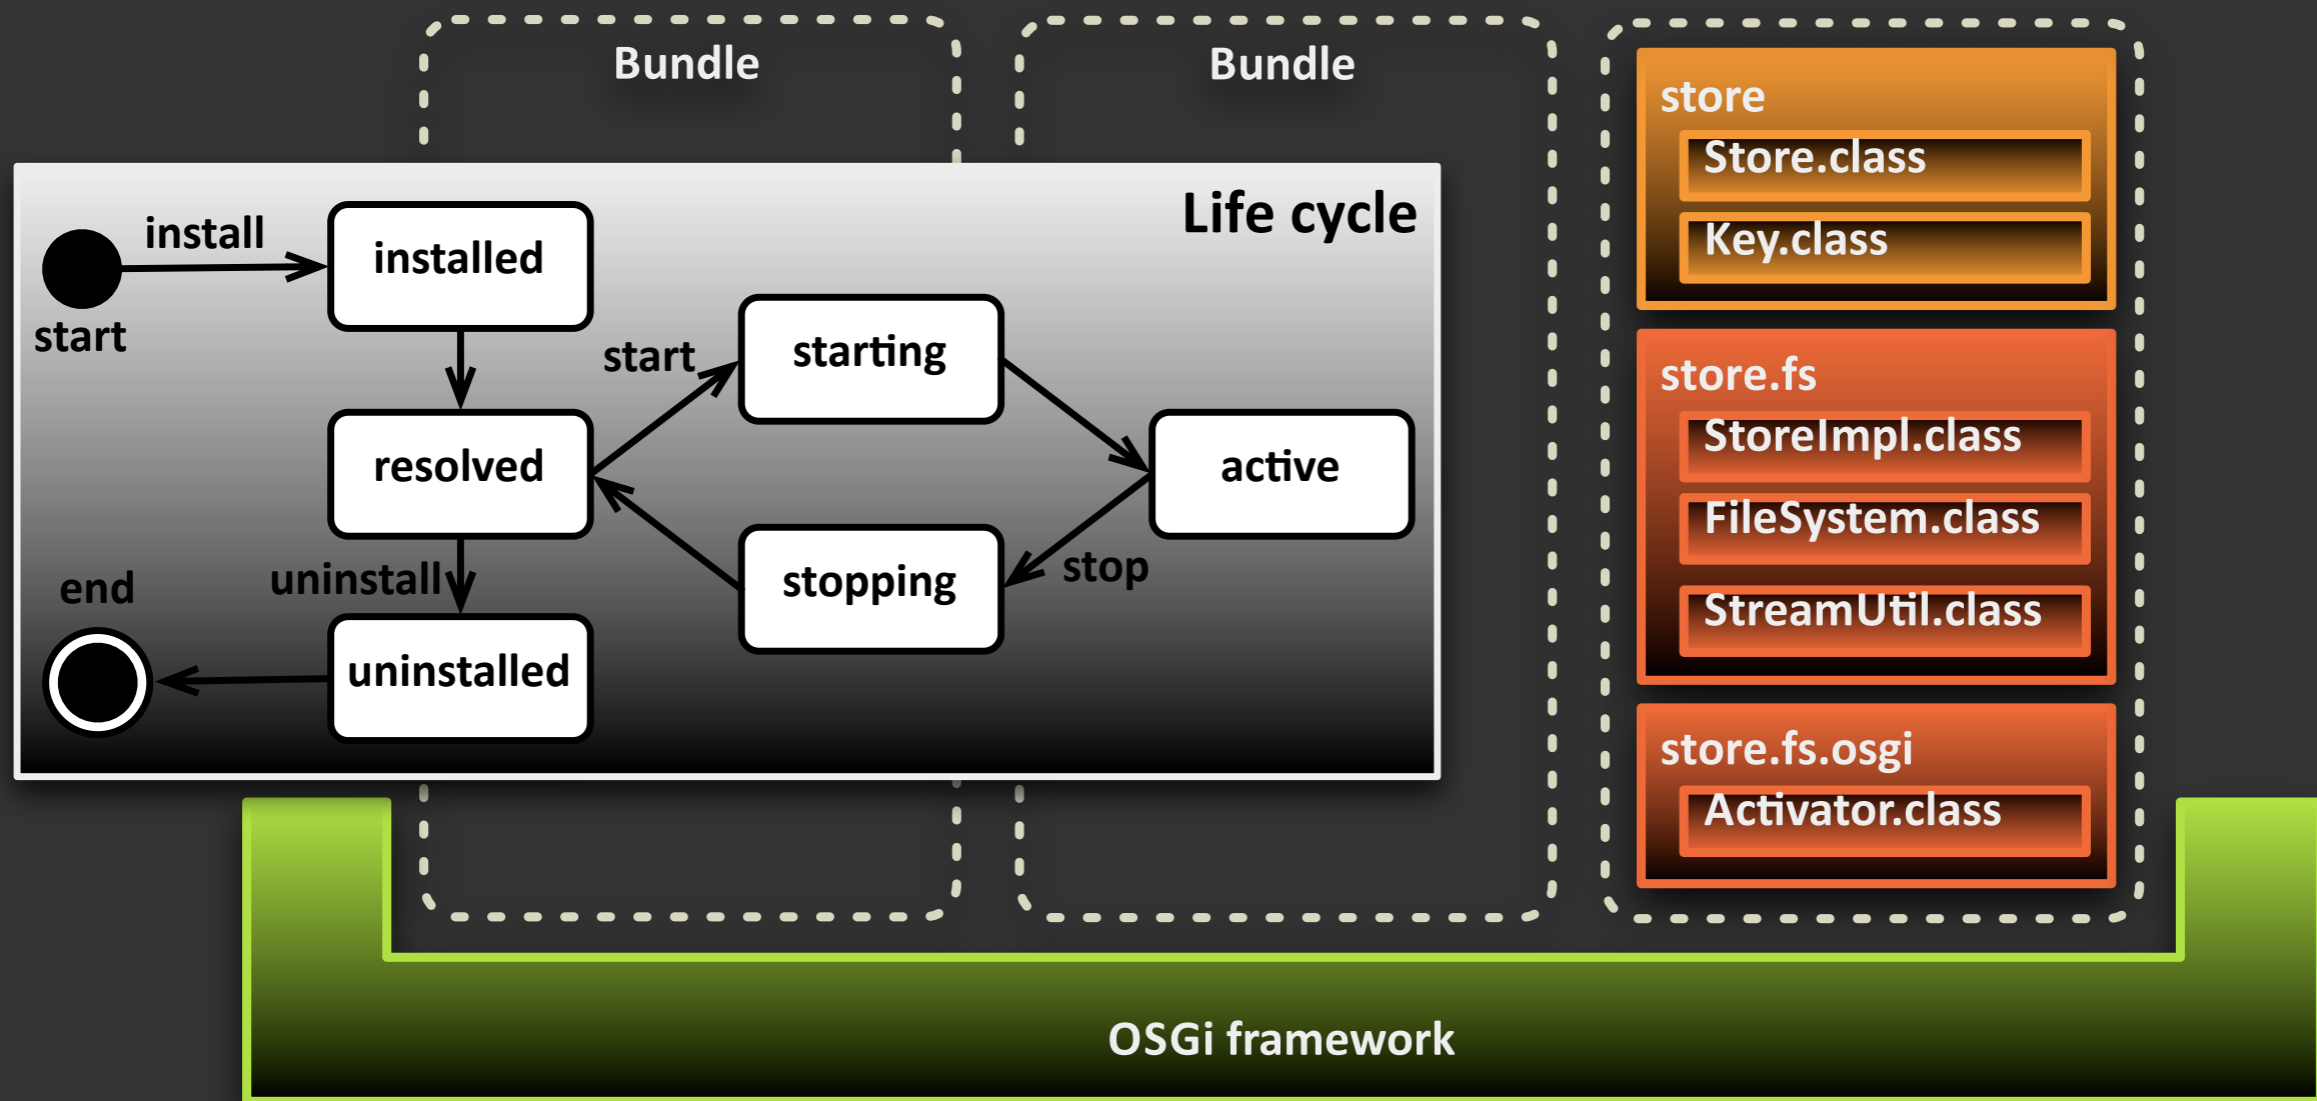 Bundle
Bundle
Life cycle
install
installed
start
start
starting
resolved
active
uninstall
stopping
stop
end
uninstalled
store
Store.class
Key.class
store.fs
StoreImpl.class
FileSystem.class
StreamUtil.class
store.fs.osgi
Activator.class
OSGi framework